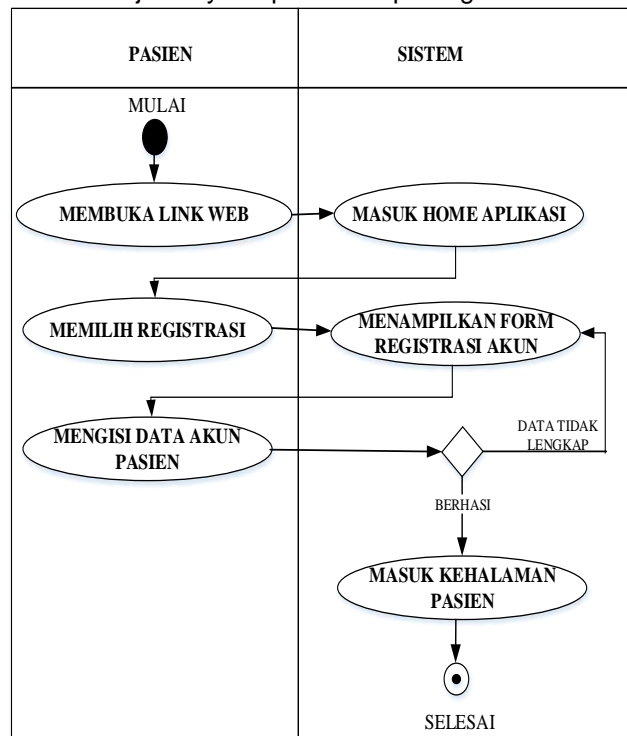 PASIEN
SISTEM
MULAI
MEMBUKA LINK WEB
MASUK HOME APLIKASI
MEMILIH REGISTRASI
MENAMPILKAN FORM
REGISTRASI AKUN
MENGISI DATA AKUN
PASIEN
DATA TIDAK
LENGKAP
BERHASI
MASUK KEHALAMAN
PASIEN
SELESAI